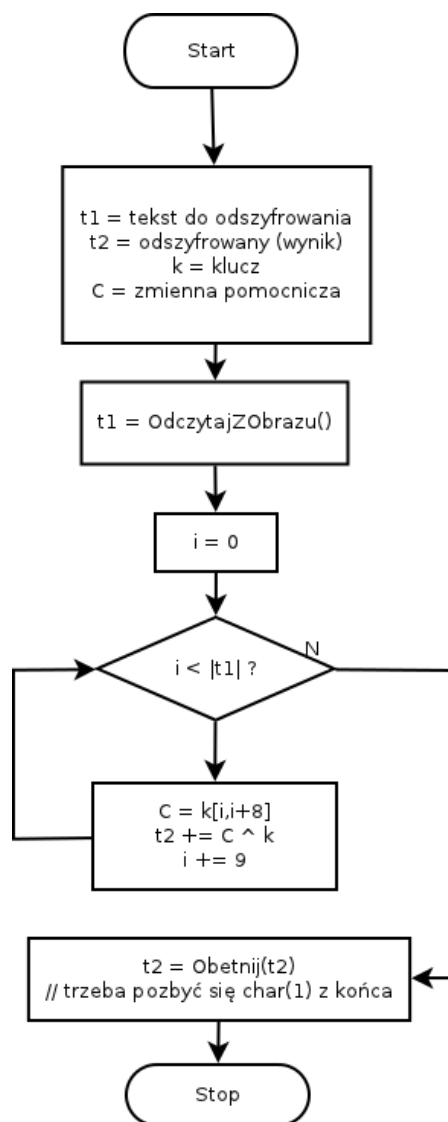 Start
t1 = tekst do odszyfrowania
t2 = odszyfrowany (wynik)
k = klucz
C = zmienna pomocnicza
t1 = OdczytajZObrazu()
i = 0
i < |t1| ?
N
C = k[i,i+8]
t2 += C ^ k
i += 9
t2 = Obetnij(t2)
// trzeba pozbyć się char(1) z końca
Stop